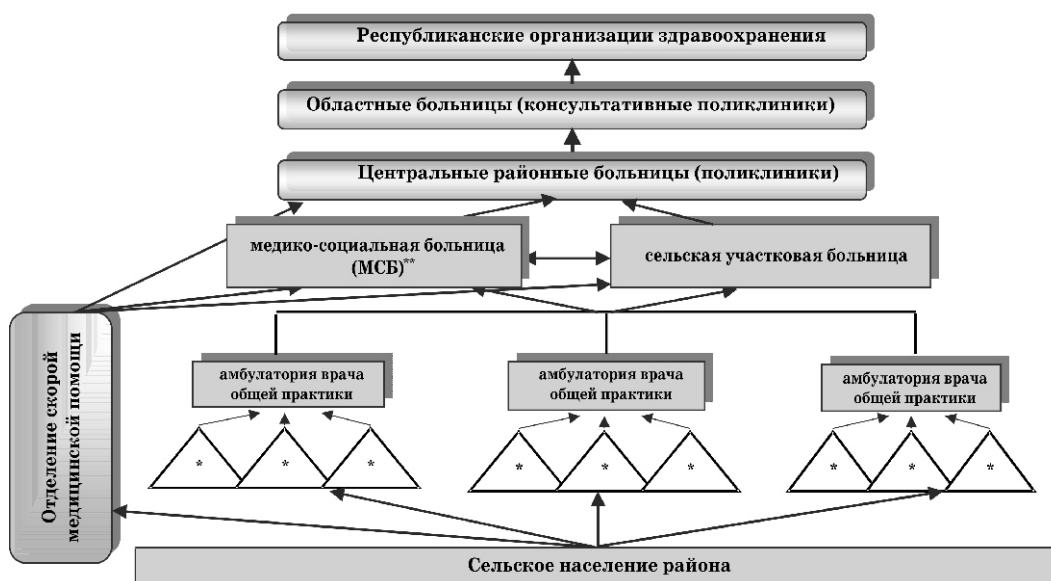 Республиканские организации здравоохранения
Областные больницы (консультативные поликлиники)
Центральные районные больницы (поликлиники)
медико-социальная больница
(МСБ)**
сельская участковая больница
Отделение скорой
медицинской помощи
амбулатория врача
общей практики
амбулатория врача
общей практики
амбулатория врача
общей практики
* * * * * * * * *
Сельское население района